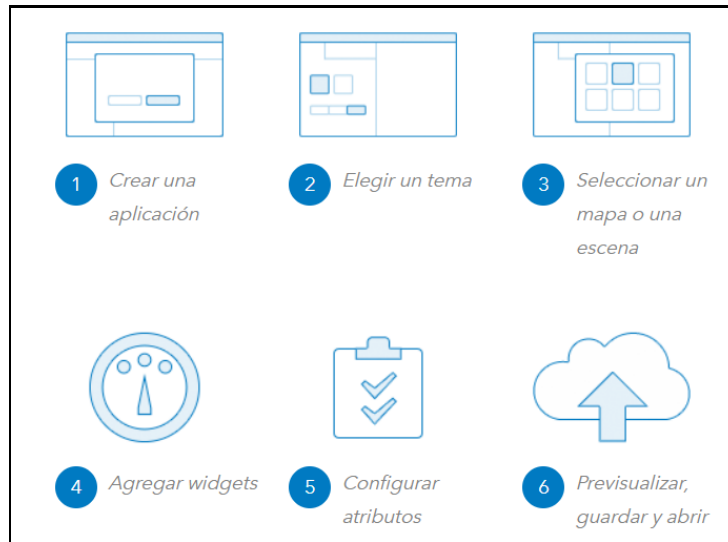 1 Crear una
aplicación
2 Elegir un tema
3 Seleccionar un
mapa o una
escena
4 Agregar widgets
5 Configurar
atributos
6 Previsualizar,
guardar y abrir